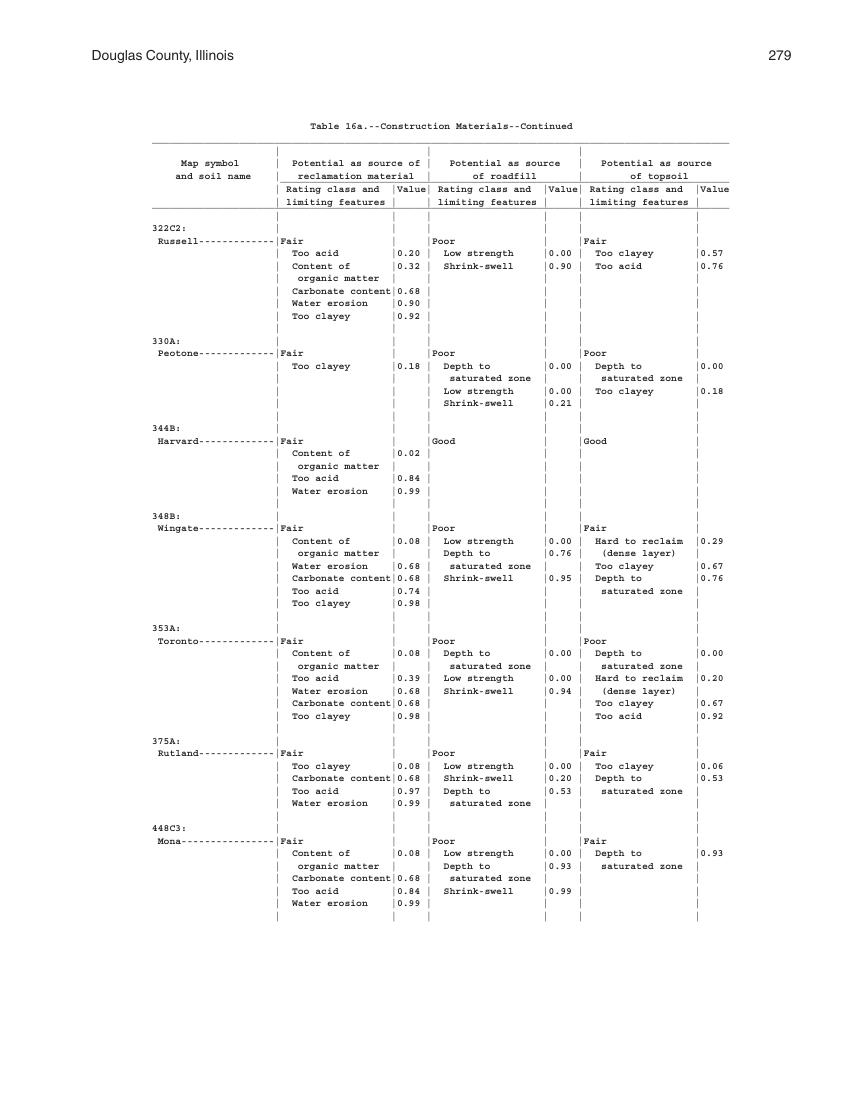 Douglas County, Illinois 279
Table 16a.--Construction Materials--Continued
Map symbol | Potential as source of | Potential as source | Potential as source
and soil name | reclamation material | of roadfill | of topsoil
| Rating class and |Value| Rating class and |Value| Rating class and |Value
| limiting features | | limiting features | | limiting features |
322C2:
Russell-------------|Fair | |Poor | |Fair |
| Too acid |0.20 | Low strength |0.00 | Too clayey |0.57
| Content of |0.32 | Shrink-swell |0.90 | Too acid |0.76
| organic matter | | | | |
| Carbonate content|0.68 | | | |
| Water erosion |0.90 | | | |
| Too clayey |0.92 | | | |
330A:
Peotone-------------|Fair | |Poor | |Poor |
| Too clayey |0.18 | Depth to |0.00 | Depth to |0.00
| | | saturated zone | | saturated zone |
| | | Low strength |0.00 | Too clayey |0.18
| | | Shrink-swell |0.21 | |
344B:
Harvard-------------|Fair | |Good | |Good |
| Content of |0.02 | | | |
| organic matter | | | | |
| Too acid |0.84 | | | |
| Water erosion |0.99 | | | |
348B:
Wingate-------------|Fair | |Poor | |Fair |
| Content of |0.08 | Low strength |0.00 | Hard to reclaim |0.29
| organic matter | | Depth to |0.76 | (dense layer) |
| Water erosion |0.68 | saturated zone | | Too clayey |0.67
| Carbonate content|0.68 | Shrink-swell |0.95 | Depth to |0.76
| Too acid |0.74 | | | saturated zone |
| Too clayey |0.98 | | | |
353A:
Toronto-------------|Fair | |Poor | |Poor |
| Content of |0.08 | Depth to |0.00 | Depth to |0.00
| organic matter | | saturated zone | | saturated zone |
| Too acid |0.39 | Low strength |0.00 | Hard to reclaim |0.20
| Water erosion |0.68 | Shrink-swell |0.94 | (dense layer) |
| Carbonate content|0.68 | | | Too clayey |0.67
| Too clayey |0.98 | | | Too acid |0.92
375A:
Rutland-------------|Fair | |Poor | |Fair |
| Too clayey |0.08 | Low strength |0.00 | Too clayey |0.06
| Carbonate content|0.68 | Shrink-swell |0.20 | Depth to |0.53
| Too acid |0.97 | Depth to |0.53 | saturated zone |
| Water erosion |0.99 | saturated zone | | |
448C3:
Mona----------------|Fair | |Poor | |Fair |
| Content of |0.08 | Low strength |0.00 | Depth to |0.93
| organic matter | | Depth to |0.93 | saturated zone |
| Carbonate content|0.68 | saturated zone | | |
| Too acid |0.84 | Shrink-swell |0.99 | |
| Water erosion |0.99 | | | |